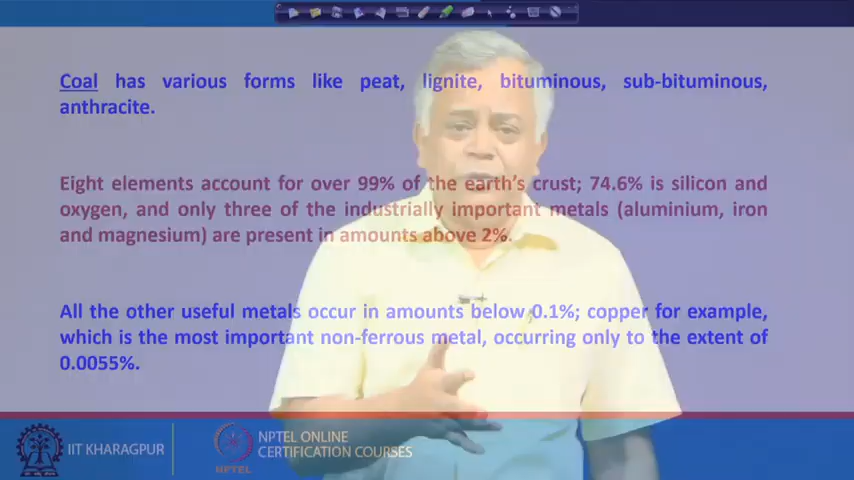 Coal has various forms like peat, lignite, bituminous, sub-bituminous,
anthracite.
Eight elements account for over 99% of the earth's crust; 74.6% is silicon and
oxygen, and only three of the industrially important metals (aluminium, iron
and magnesium) are present in amounts above 2%.
All the other useful metals occur in amounts below 0.1%; copper for example,
which is the most important non-ferrous metal, occurring only to the extent of
0.0055%.
IIT KHARAGPUR
NPTEL
NPTEL ONLINE
CERTIFICATION COURSES